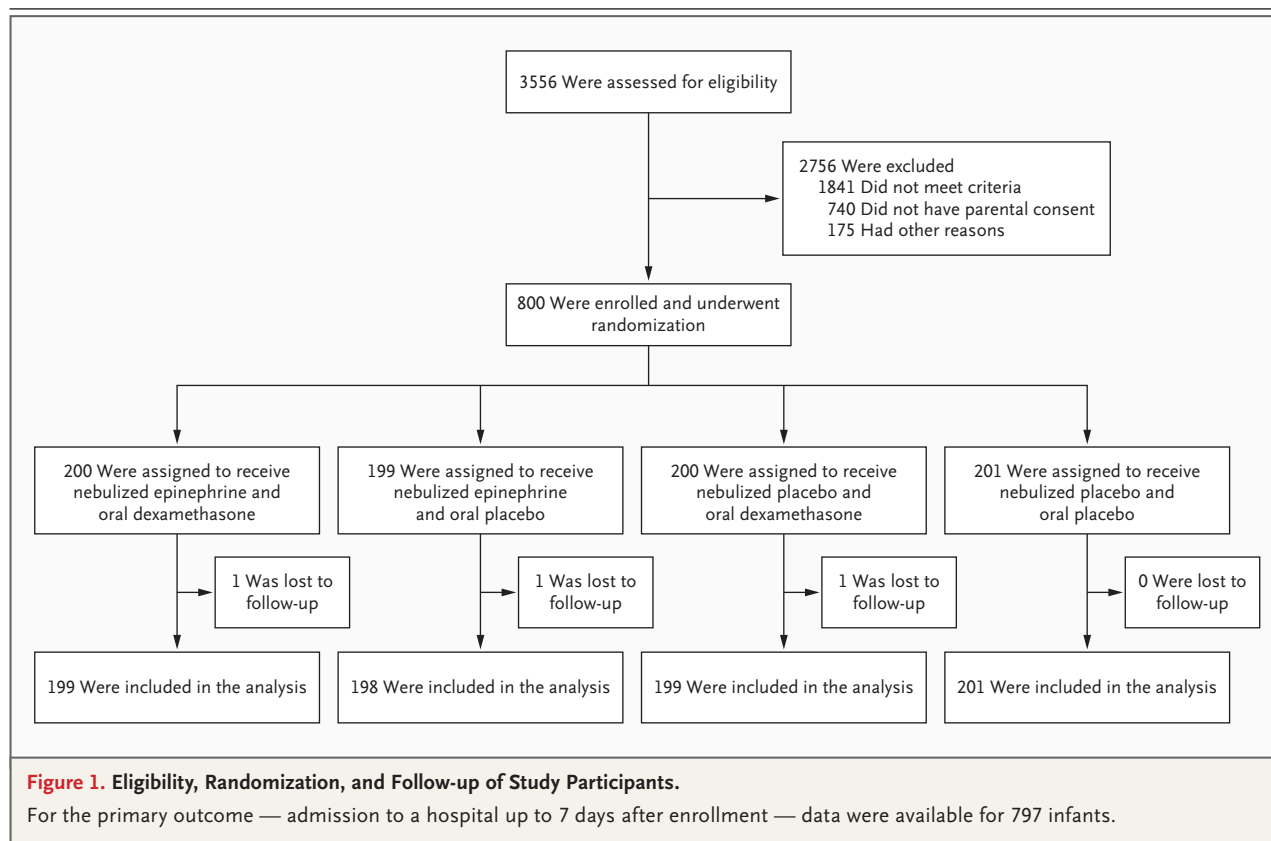 3556 Were assessed for eligibility
2756 Were excluded
1841 Did not meet criteria
740 Did not have parental consent
175 Had other reasons
800 Were enrolled and underwent
randomization
200 Were assigned to receive
nebulized epinephrine and
oral dexamethasone
199 Were assigned to receive
nebulized epinephrine
and oral placebo
200 Were assigned to receive
nebulized placebo and
oral dexamethasone
201 Were assigned to receive
nebulized placebo and
oral placebo
1 Was lost to
follow-up
1 Was lost to
follow-up
1 Was lost to
follow-up
0 Were lost to
follow-up
199 Were included in the analysis
198 Were included in the analysis
199 Were included in the analysis
201 Were included in the analysis
Figure 1. Eligibility, Randomization, and Follow-up of Study Participants.
For the primary outcome — admission to a hospital up to 7 days after enrollment — data were available for 797 infants.